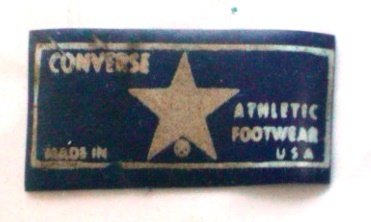 CONVERSE
ATHLETIC
FOOTWEAR
MADE IN USA